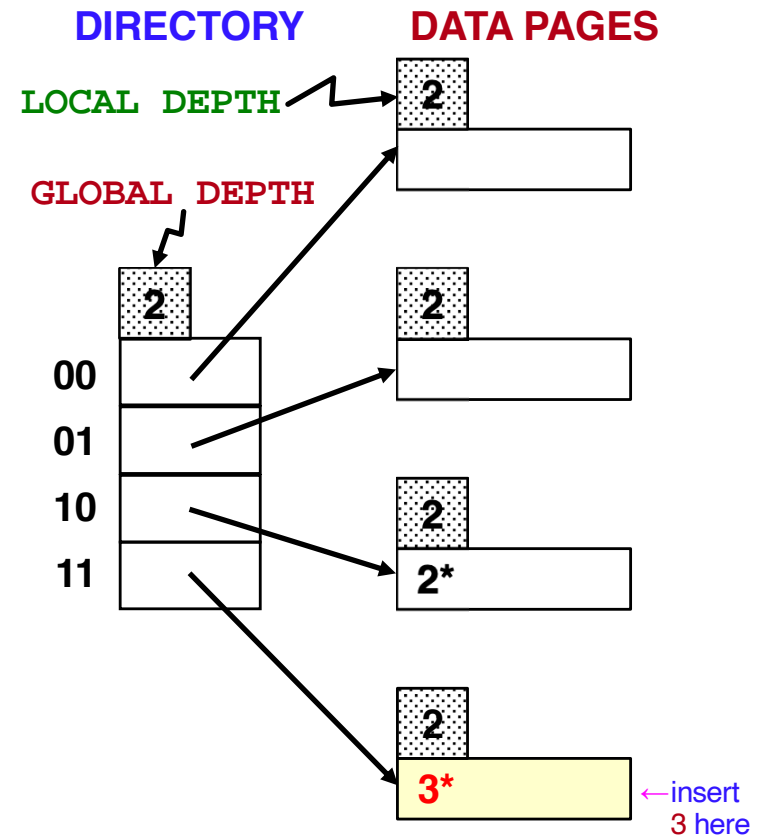 DIRECTORY
DATA PAGES
LOCAL DEPTH
2
GLOBAL DEPTH
2
2
00
01
10
11
2
2*
2
3*
←insert
3 here